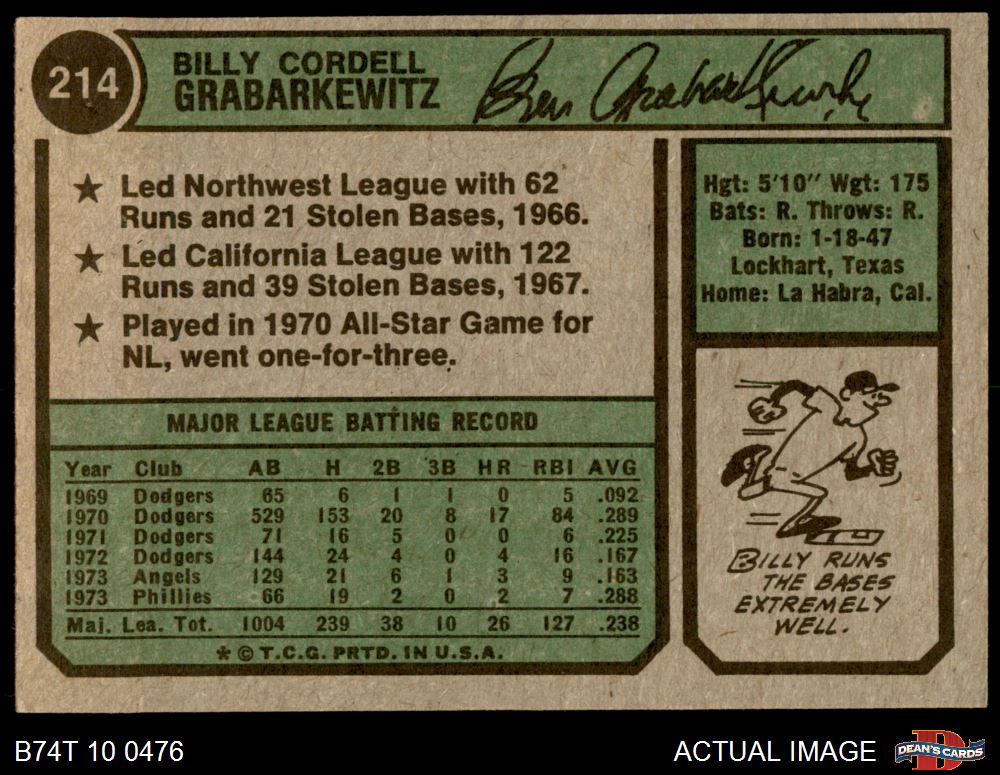 214
BILLY CORDELL
GRABARKEWITZ
★ Led Northwest League with 62
Runs and 21 Stolen Bases, 1966.
★ Led California League with 122
Runs and 39 Stolen Bases, 1967.
★ Played in 1970 All-Star Game for
NL, went one-for-three.
Hgt: 5'10" Wgt: 175
Bats: R. Throws: R.
Born: 1-18-47
Lockhart, Texas
Home: La Habra, Cal.
MAJOR LEAGUE BATTING RECORD
Year Club AB H 2B 3B HR RBI AVG
1969 Dodgers 65 6 1 1 0 5 .092
1970 Dodgers 529 153 20 8 17 84 .289
1971 Dodgers 71 16 5 0 0 6 .225
1972 Dodgers 144 24 4 0 4 16 .167
1973 Angels 129 21 6 1 3 9 .163
1973 Phillies 66 19 2 0 2 7 .288
Maj. Lea. Tot. 1004 239 38 10 26 127 .238
* © T.C.G. PRTD. IN U.S.A.
BILLY RUNS
THE BASES
EXTREMELY
WELL.
B74T 10 0476
ACTUAL IMAGE
DEAN'S CARDS